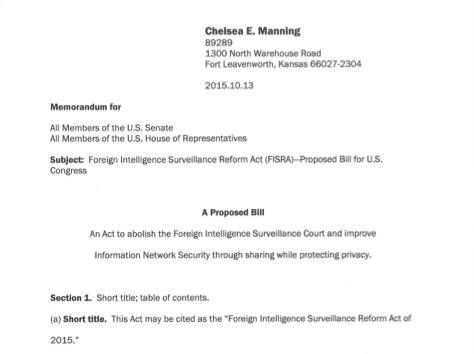 Chelsea E. Manning
89289
1300 North Warehouse Road
Fort Leavenworth, Kansas 66027-2304
2015.10.13
Memorandum for
All Members of the U.S. Senate
All Members of the U.S. House of Representatives
Subject: Foreign Intelligence Surveillance Reform Act (FISRA)—Proposed Bill for U.S.
Congress
A Proposed Bill
An Act to abolish the Foreign Intelligence Surveillance Court and improve
Information Network Security through sharing while protecting privacy.
Section 1. Short title; table of contents.
(a) Short title. This Act may be cited as the "Foreign Intelligence Surveillance Reform Act of
2015."